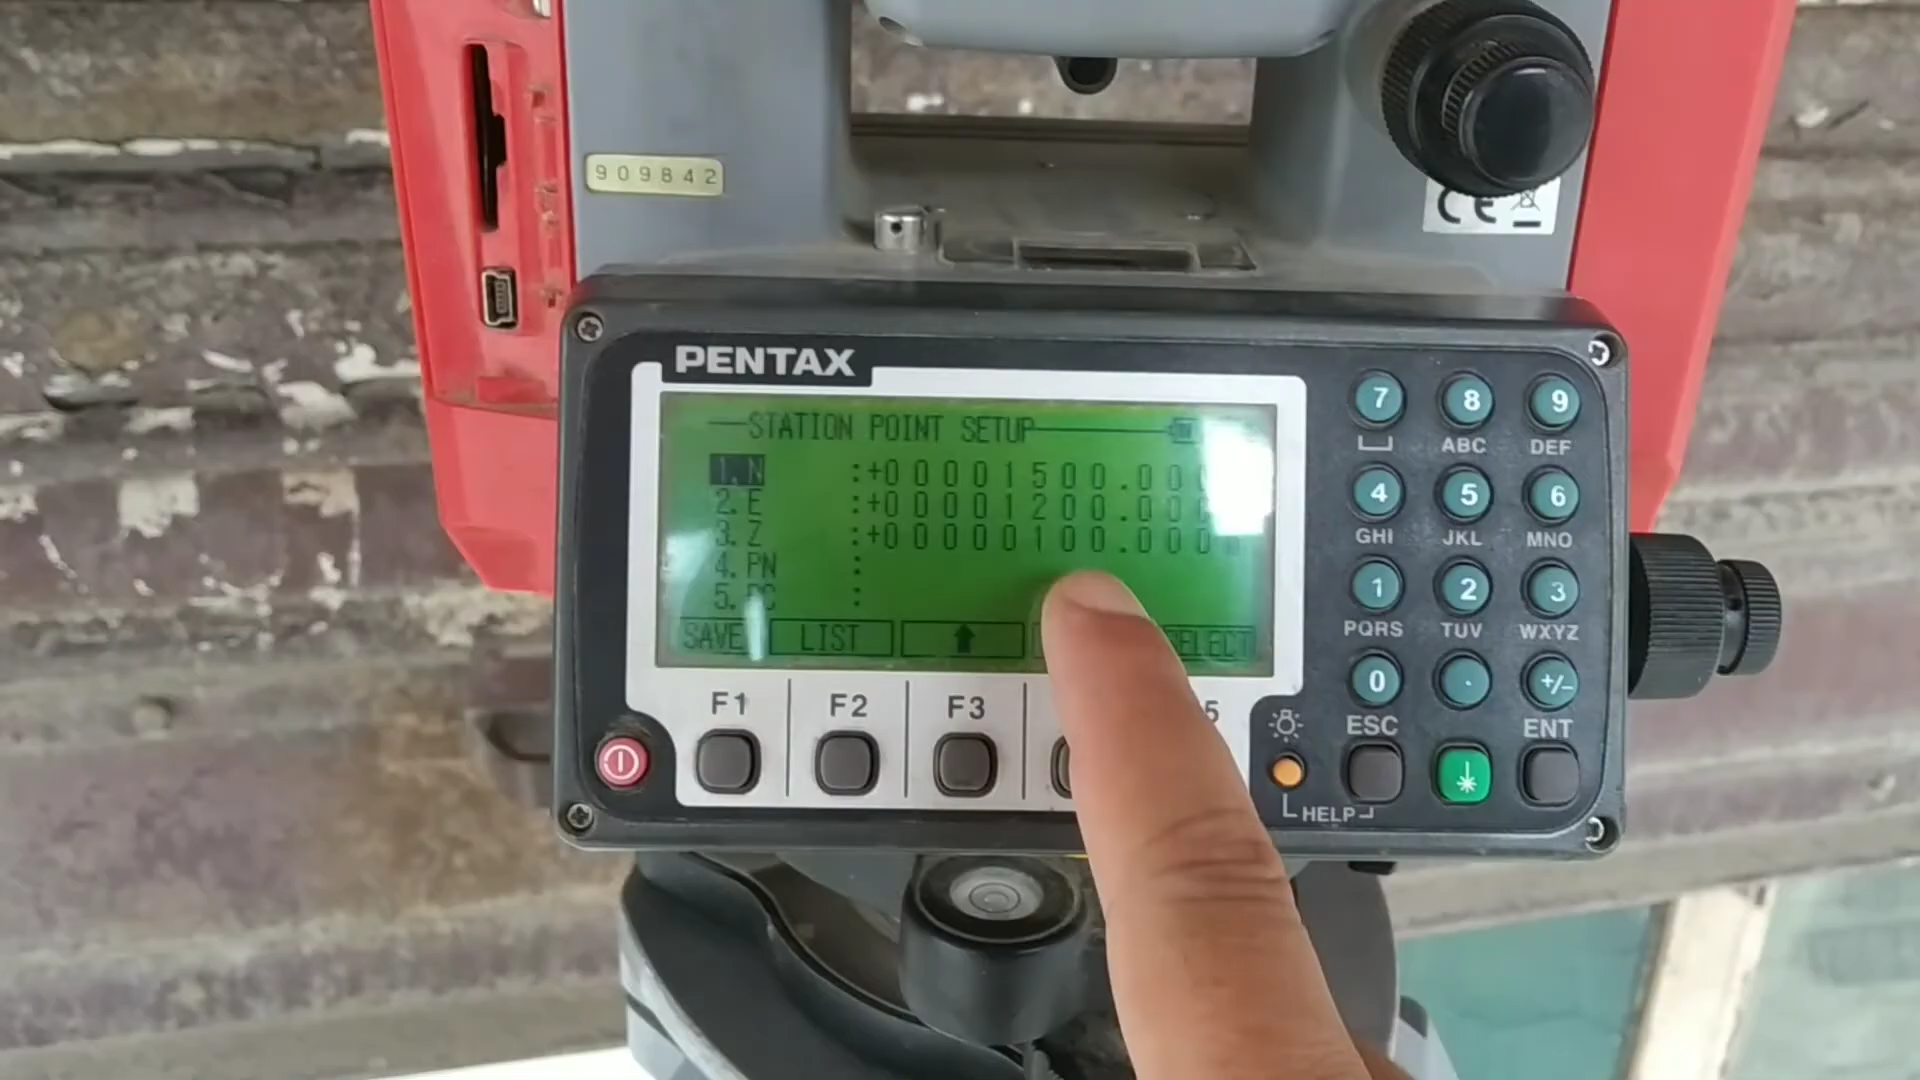 909842
CE
PENTAX
STATION POINT SETUP
1.N :+00001500.000
2.E :+00001200.000
3.Z :+00000100.000m
4.PN :
5.PC :
SAVE LIST
F1 F2 F3
7 8 9
ABC DEF
4 5 6
GHI JKL MNO
1 2 3
PQRS TUV WXYZ
0 . +/-
ESC ENT
HELP